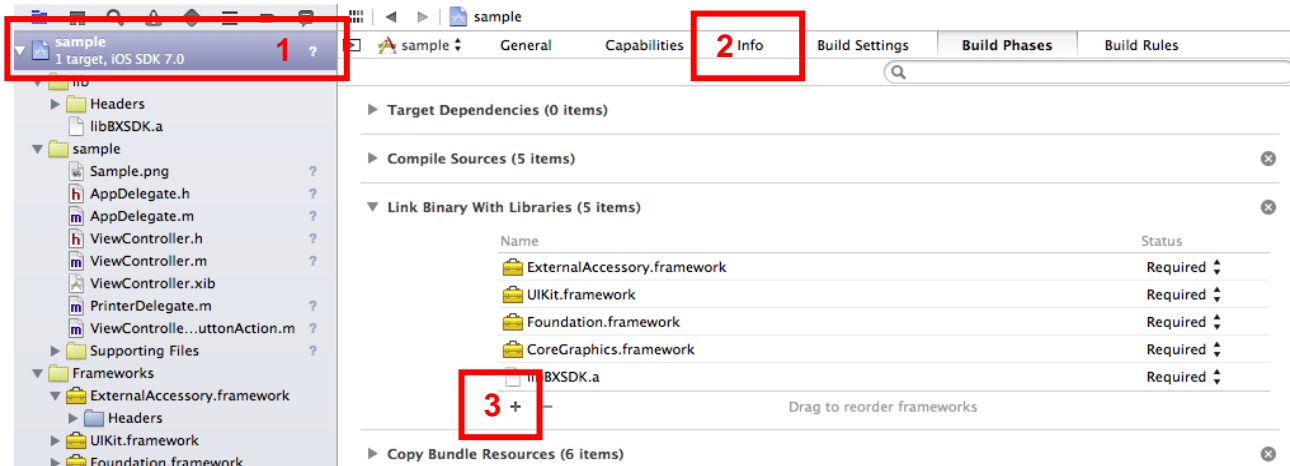 sample
sample
1 target, iOS SDK 7.0
1
?
sample
General
Capabilities
2
Info
Build Settings
Build Phases
Build Rules
lib
Headers
libBXSDK.a
sample
Sample.png ?
AppDelegate.h ?
AppDelegate.m ?
ViewController.h ?
ViewController.m ?
ViewController.xib
PrinterDelegate.m ?
ViewControlle...uttonAction.m ?
Supporting Files ?
Frameworks
ExternalAccessory.framework
Headers
UIKit.framework
Foundation.framework
Target Dependencies (0 items)
Compile Sources (5 items)
Link Binary With Libraries (5 items)
Name Status
ExternalAccessory.framework Required
UIKit.framework Required
Foundation.framework Required
CoreGraphics.framework Required
libBXSDK.a Required
3 + −
Drag to reorder frameworks
Copy Bundle Resources (6 items)